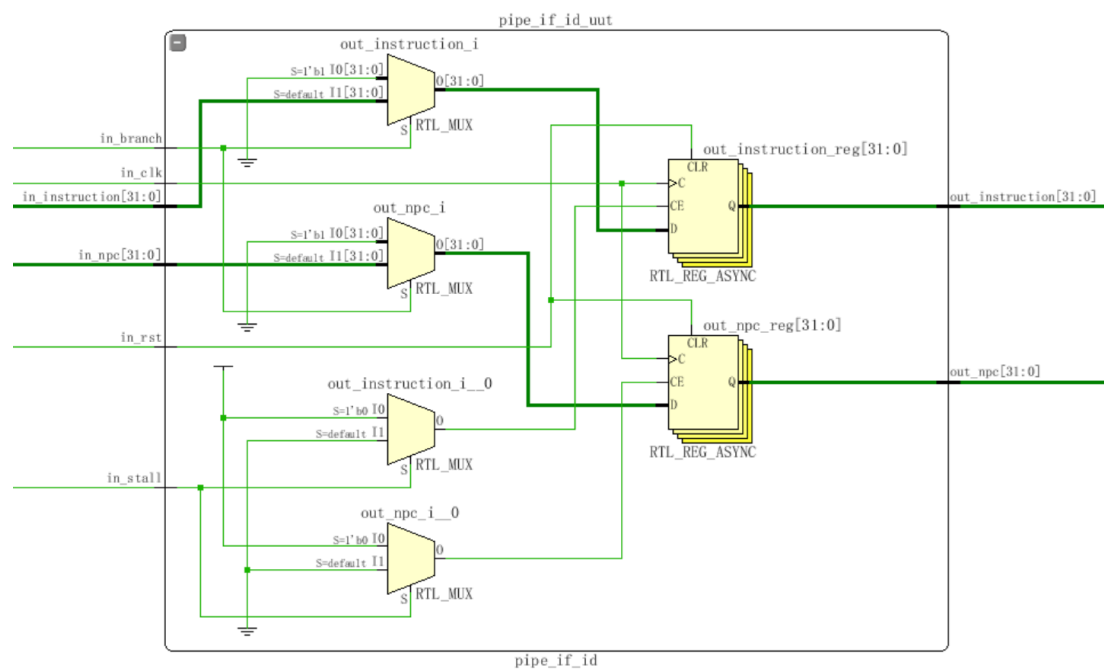 pipe_if_id_uut
out_instruction_i
S=1'b1 I0[31:0]
S=default I1[31:0]
O[31:0]
S
RTL_MUX
in_branch
in_clk
in_instruction[31:0]
out_instruction_reg[31:0]
CLR
C
CE
D
Q
RTL_REG_ASYNC
out_instruction[31:0]
out_npc_i
S=1'b1 I0[31:0]
S=default I1[31:0]
O[31:0]
S
RTL_MUX
in_npc[31:0]
in_rst
out_npc_reg[31:0]
CLR
C
CE
D
Q
RTL_REG_ASYNC
out_npc[31:0]
out_instruction_i__0
S=1'b0 I0
S=default I1
O
S
RTL_MUX
in_stall
out_npc_i__0
S=1'b0 I0
S=default I1
O
S
RTL_MUX
pipe_if_id